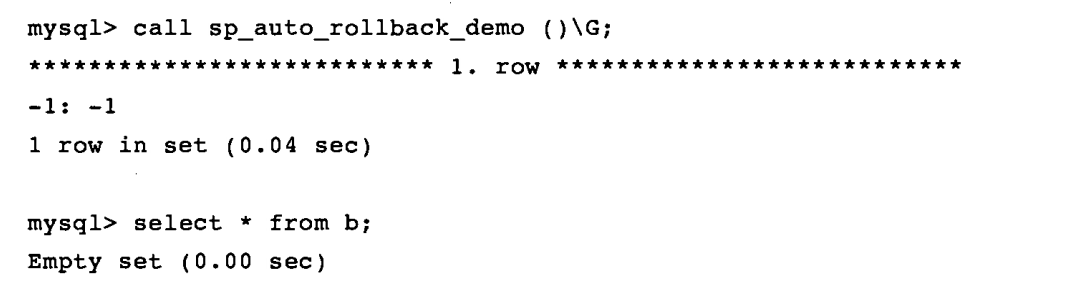 mysql> call sp_auto_rollback_demo ()\G;
*************************** 1. row ***************************
-1: -1
1 row in set (0.04 sec)
mysql> select * from b;
Empty set (0.00 sec)